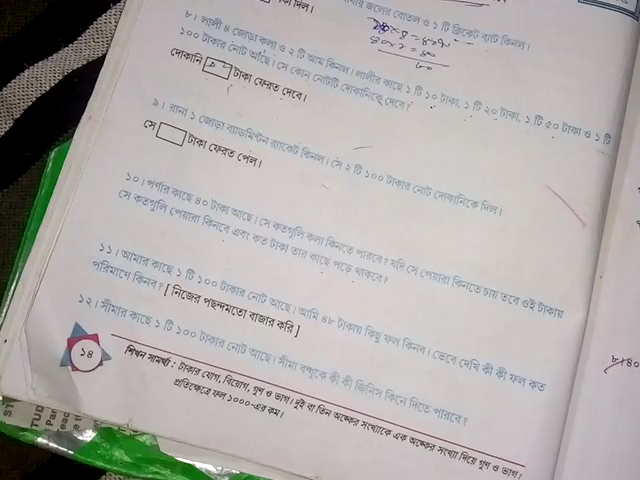 জলের বোতল ও ১ টি ক্রিকেট ব্যাট কিনল।
৮। লালী ৪ জোড়া কলা ও ২ টি আম কিনল। লালীর কাছে ১ টি ১০ টাকা, ১ টি ২০ টাকা, ১ টি ৫০ টাকা ও ১ টি
১০০ টাকার নোট আছে। সে কোন নোটটি দোকানিকে দেবে?
দোকানি টাকা ফেরত দেবে।
৯। রানা ১ জোড়া ব্যাডমিন্টন র‍্যাকেট কিনল। সে ২ টি ১০০ টাকার নোট দোকানিকে দিল।
সে টাকা ফেরত পেল।
১০। পর্ণার কাছে ৪০ টাকা আছে। সে কতগুলি কলা কিনতে পারবে? যদি সে পেয়ারা কিনতে চায় তবে ওই টাকায়
সে কতগুলি পেয়ারা কিনবে এবং কত টাকা তার কাছে পড়ে থাকবে?
১১। আমার কাছে ১ টি ১০০ টাকার নোট আছে। আমি ৪৮ টাকায় কিছু ফল কিনব। ভেবে দেখি কী কী ফল কত
পরিমাণে কিনব? [ নিজের পছন্দমতো বাজার করি ]
১২। সীমার কাছে ১ টি ১০০ টাকার নোট আছে। সীমা বন্ধুকে কী কী জিনিস কিনে দিতে পারবে?
১৪
শিখন সামর্থ্য : টাকার যোগ, বিয়োগ, গুণ ও ভাগ। দুই বা তিন অঙ্কের সংখ্যাকে এক অঙ্কের সংখ্যা দিয়ে গুণ ও ভাগ।
প্রতিক্ষেত্রে ফল ১০০০-এর কম।